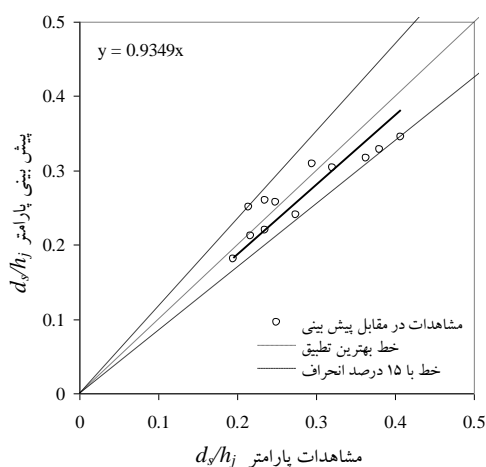 y = 0.9349x
0.5
0.4
0.3
0.2
0.1
0
پیش بینی پارامتر ds/hj
مشاهدات در مقابل پیش بینی
خط بهترین تطبیق
خط با ۱۵ درصد انحراف
0 0.1 0.2 0.3 0.4 0.5
مشاهدات پارامتر ds/hj